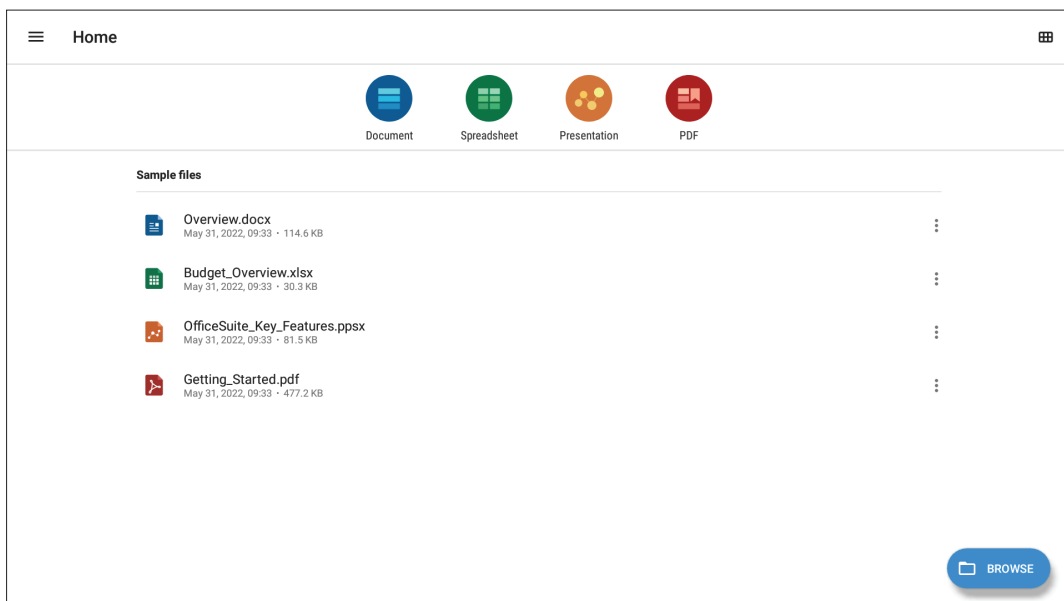 Home
Document Spreadsheet Presentation PDF
Sample files
Overview.docx
May 31, 2022, 09:33 • 114.6 KB
Budget_Overview.xlsx
May 31, 2022, 09:33 • 30.3 KB
OfficeSuite_Key_Features.ppsx
May 31, 2022, 09:33 • 81.5 KB
Getting_Started.pdf
May 31, 2022, 09:33 • 477.2 KB
BROWSE